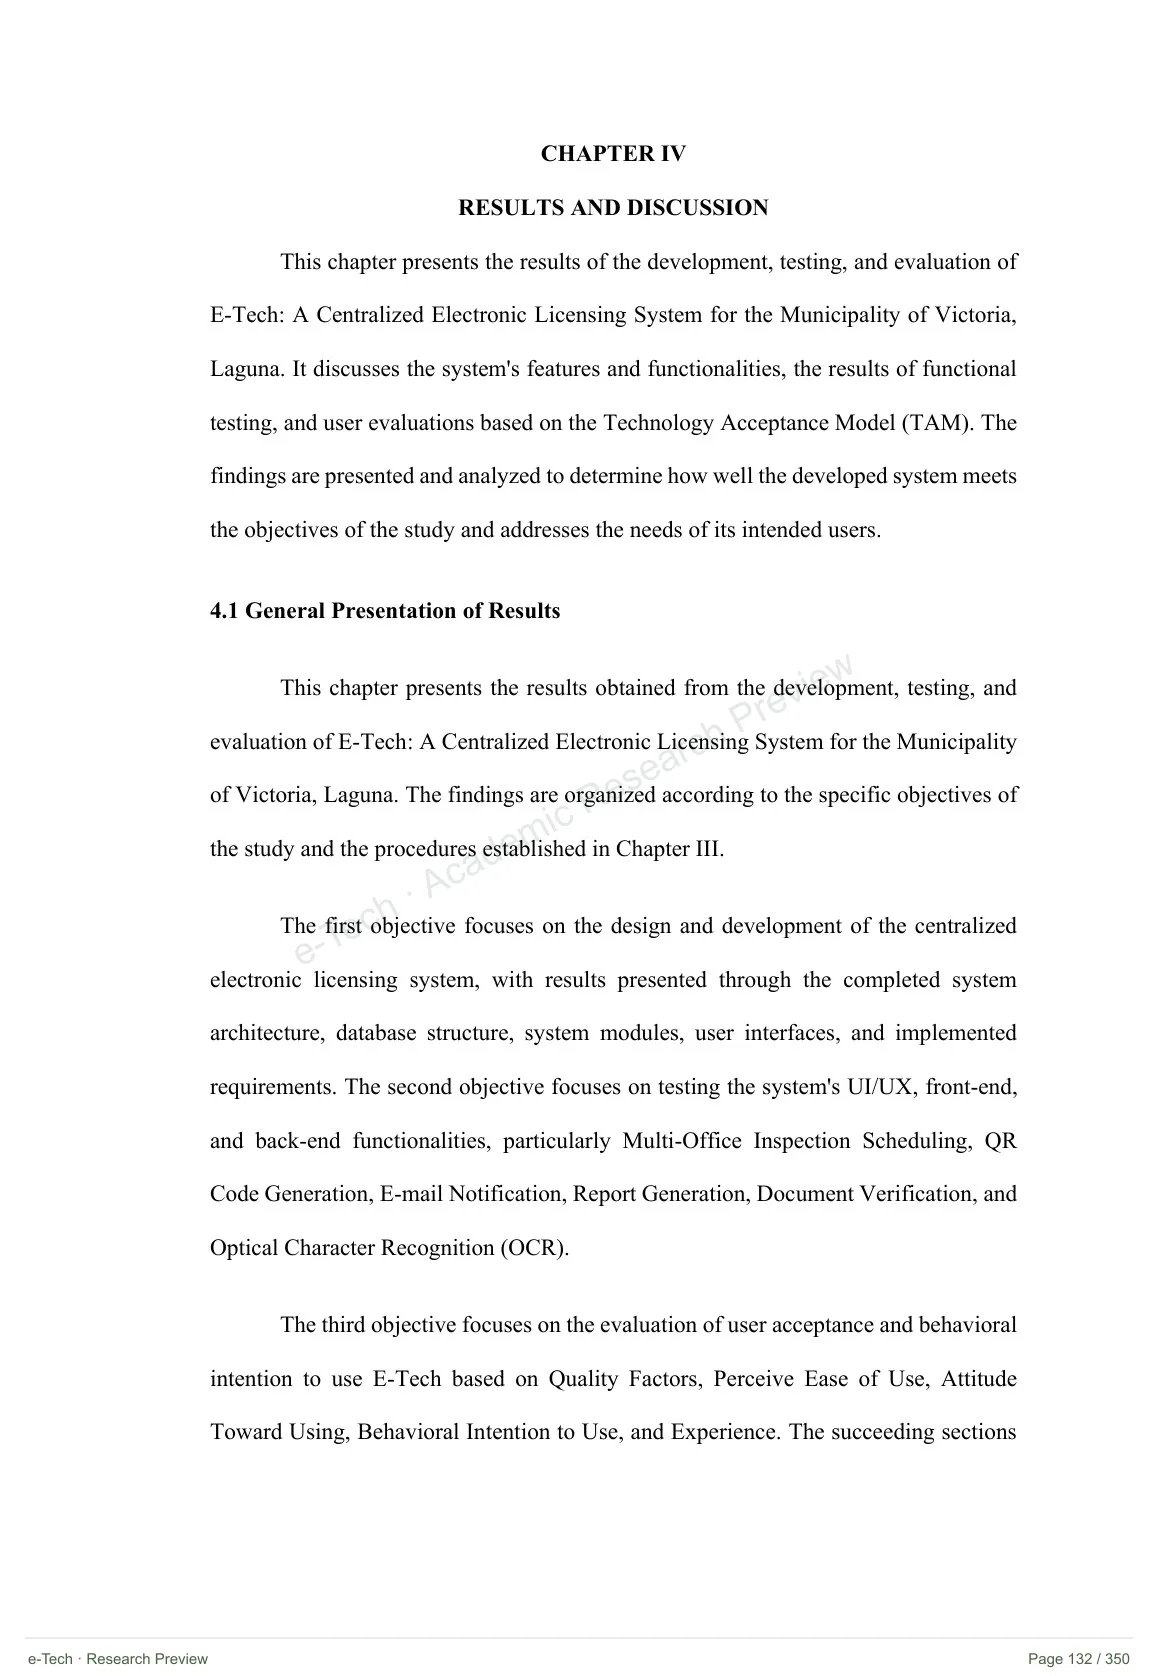 CHAPTER IV
RESULTS AND DISCUSSION
This chapter presents the results of the development, testing, and evaluation of
E-Tech: A Centralized Electronic Licensing System for the Municipality of Victoria,
Laguna. It discusses the system's features and functionalities, the results of functional
testing, and user evaluations based on the Technology Acceptance Model (TAM). The
findings are presented and analyzed to determine how well the developed system meets
the objectives of the study and addresses the needs of its intended users.
4.1 General Presentation of Results
This chapter presents the results obtained from the development, testing, and
evaluation of E-Tech: A Centralized Electronic Licensing System for the Municipality
of Victoria, Laguna. The findings are organized according to the specific objectives of
the study and the procedures established in Chapter III.
The first objective focuses on the design and development of the centralized
electronic licensing system, with results presented through the completed system
architecture, database structure, system modules, user interfaces, and implemented
requirements. The second objective focuses on testing the system's UI/UX, front-end,
and back-end functionalities, particularly Multi-Office Inspection Scheduling, QR
Code Generation, E-mail Notification, Report Generation, Document Verification, and
Optical Character Recognition (OCR).
The third objective focuses on the evaluation of user acceptance and behavioral
intention to use E-Tech based on Quality Factors, Perceive Ease of Use, Attitude
Toward Using, Behavioral Intention to Use, and Experience. The succeeding sections
e-Tech · Academic Research Preview
e-Tech · Research Preview
Page 132 / 350